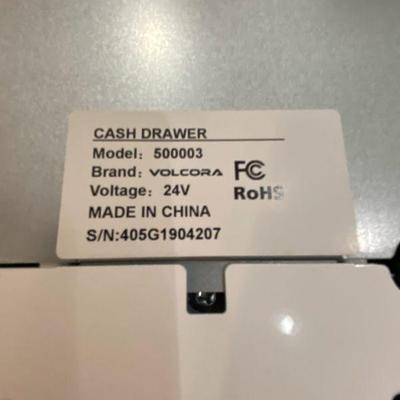 CASH DRAWER
Model: 500003
Brand: VOLCORA FC
Voltage: 24V RoHS
MADE IN CHINA
S/N:405G1904207